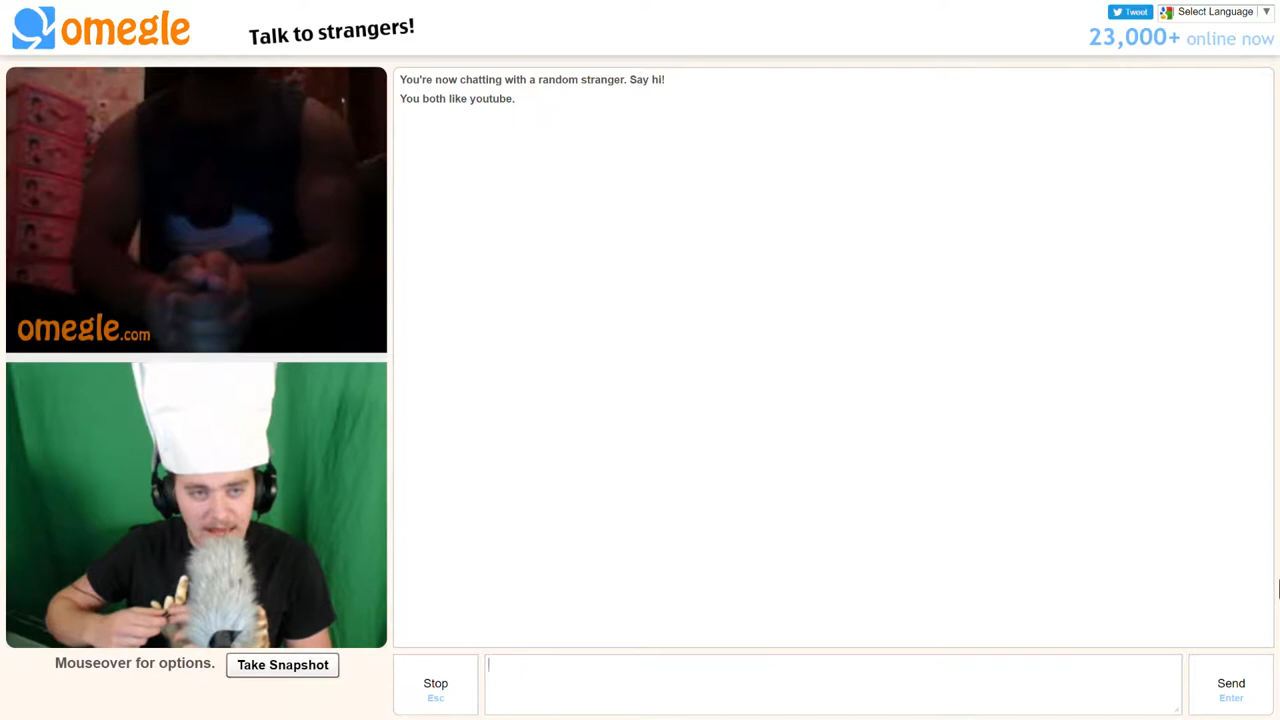 omegle
Talk to strangers!
Tweet
Select Language
23,000+ online now
You're now chatting with a random stranger. Say hi!
You both like youtube.
omegle.com
Mouseover for options.
Take Snapshot
Stop
Esc
Send
Enter